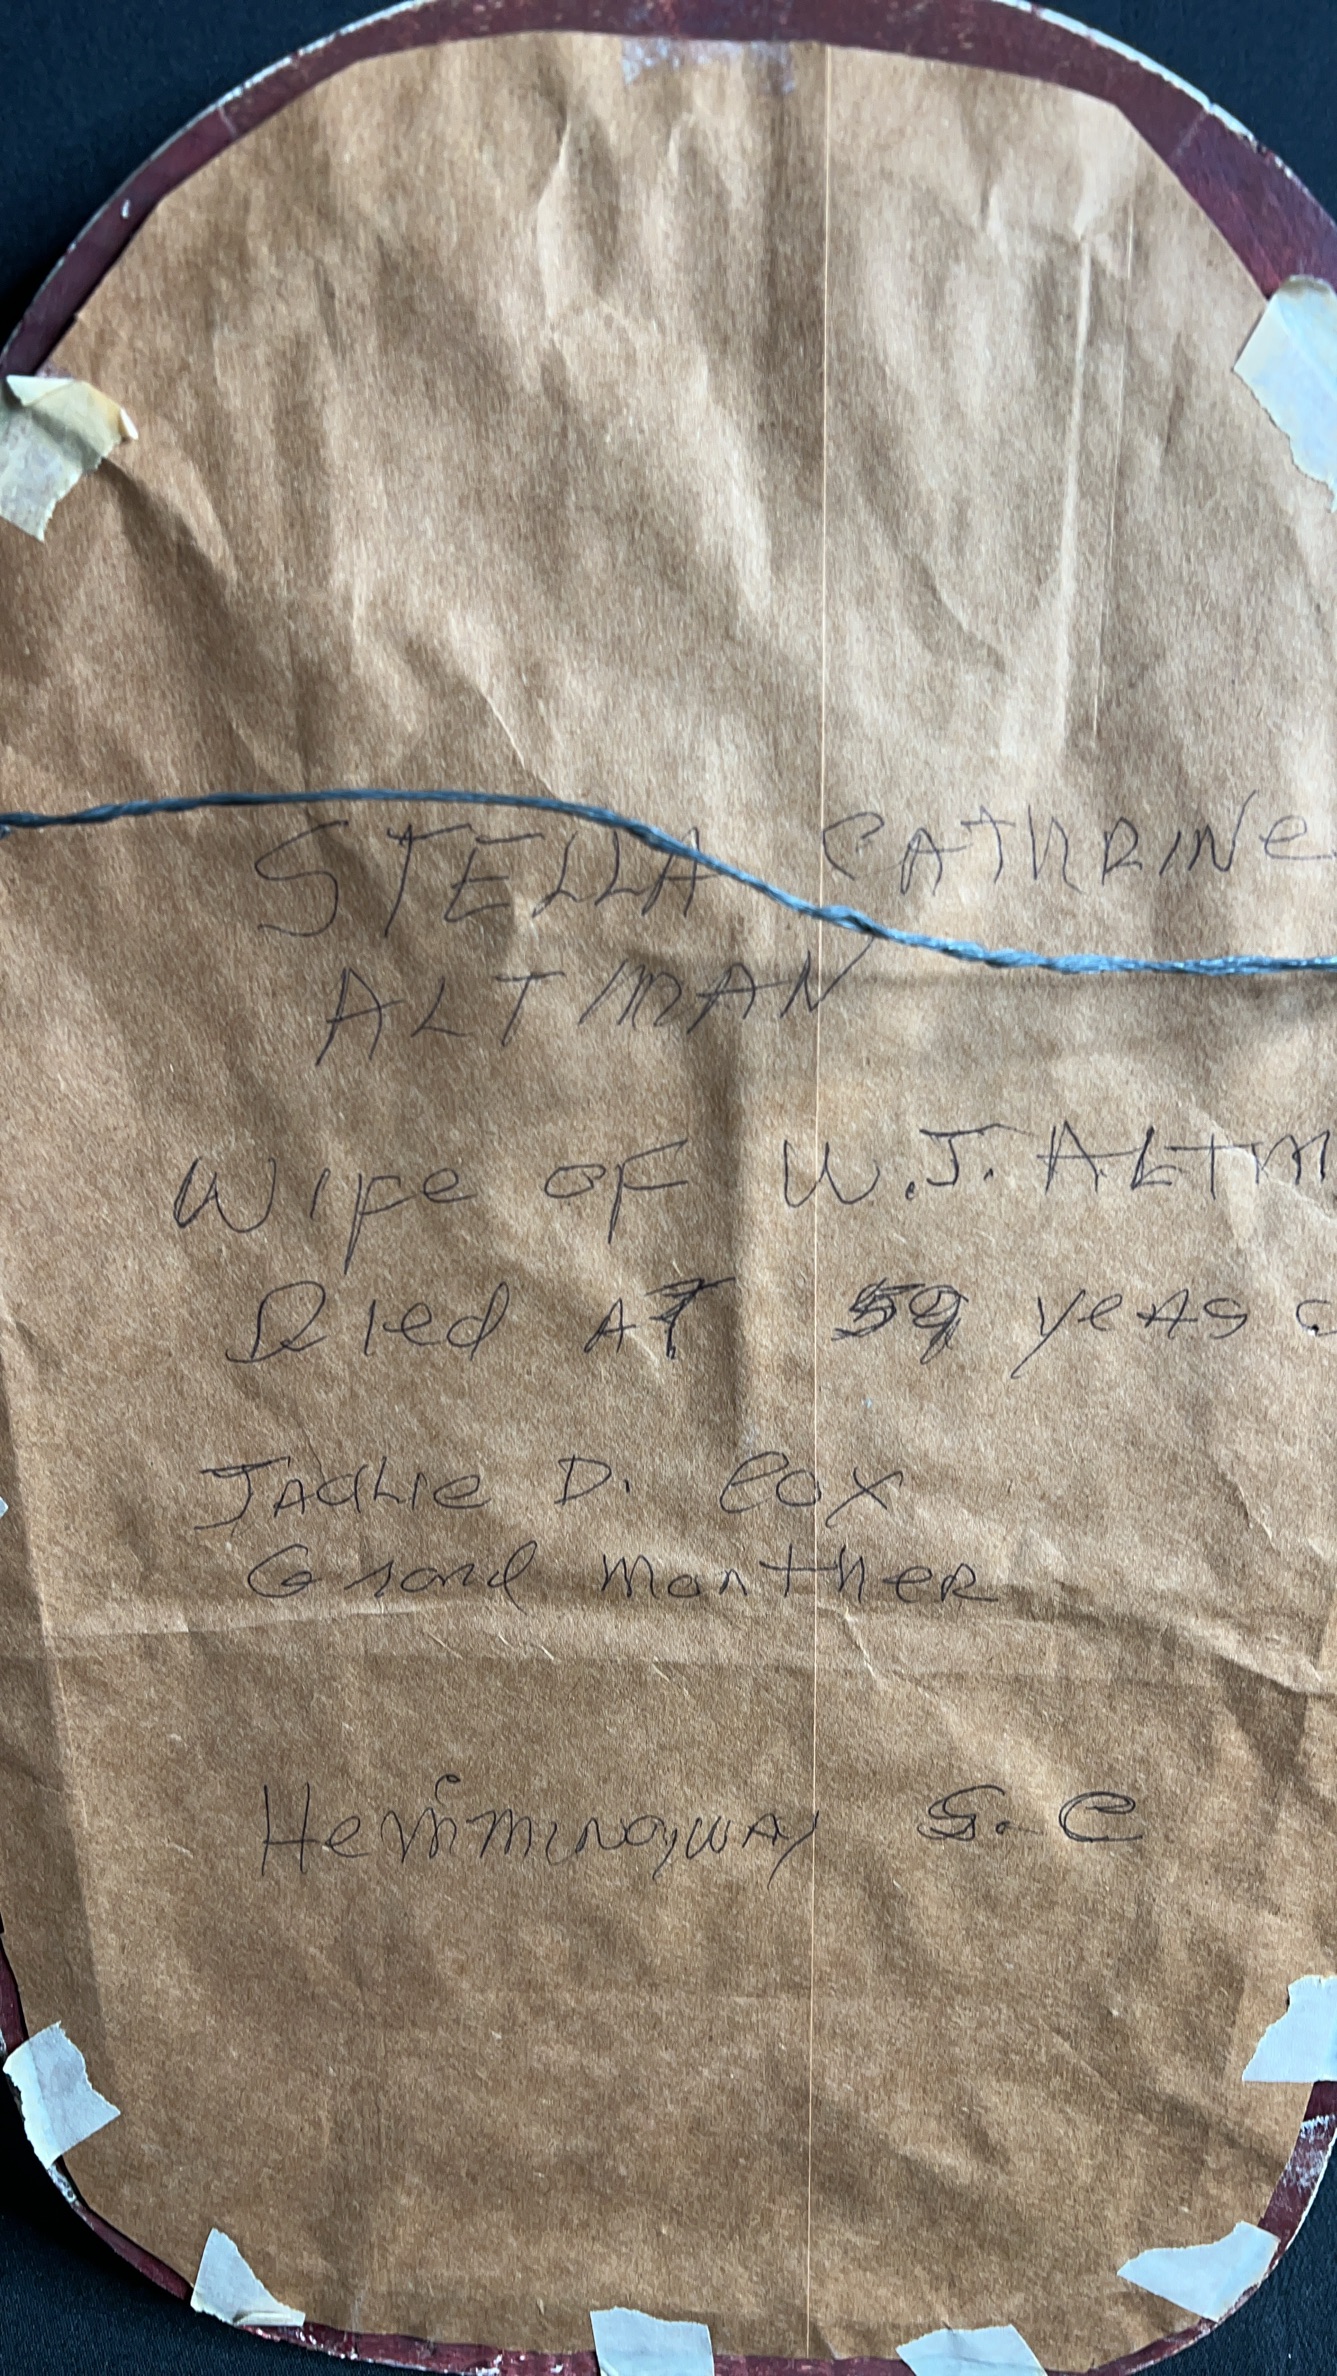 STELLA CATHRINE
ALTMAN
Wife OF W.J. ALTM
Died AT 59 yeAs o
JAckie D. Cox
Grand monther
Hemmingway S.C